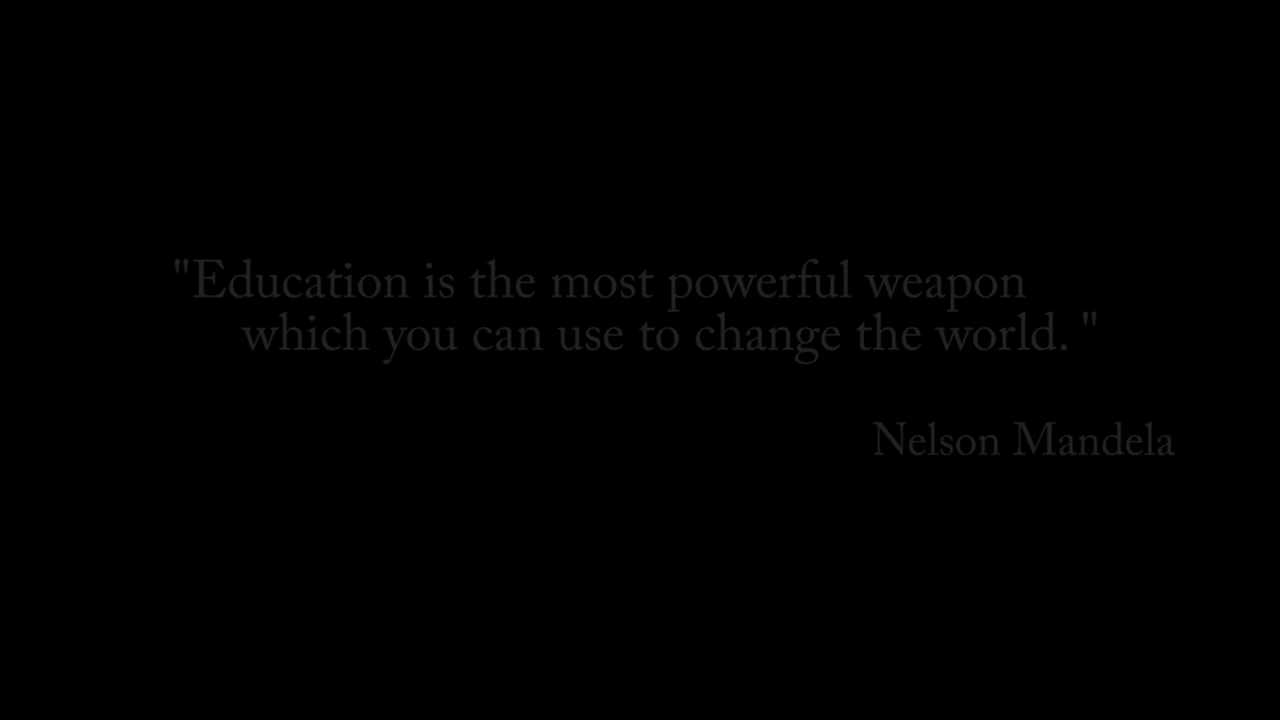 "Education is the most powerful weapon
which you can use to change the world. "
Nelson Mandela